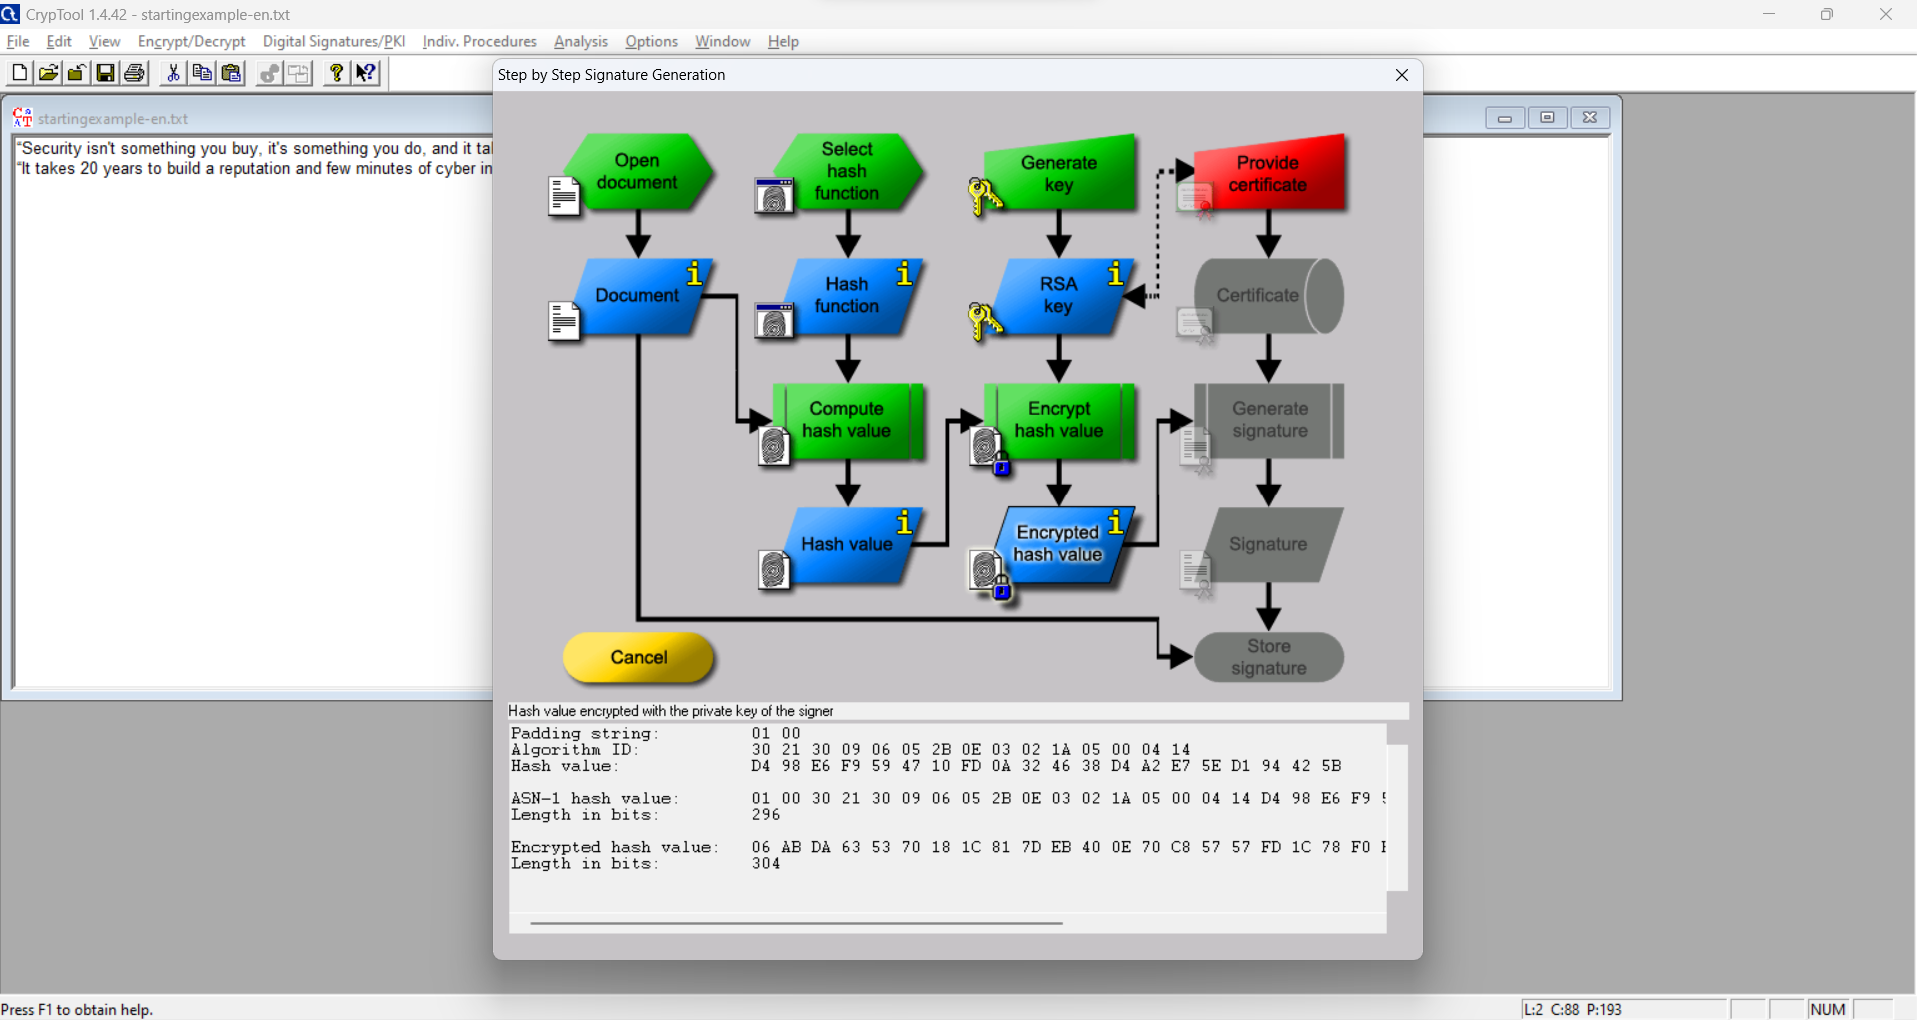 CrypTool 1.4.42 - startingexample-en.txt
File Edit View Encrypt/Decrypt Digital Signatures/PKI Indiv. Procedures Analysis Options Window Help
Step by Step Signature Generation
startingexample-en.txt
“Security isn't something you buy, it's something you do, and it
“It takes 20 years to build a reputation and few minutes of cyber
Open
document
Select
hash
function
Generate
key
Provide
certificate
Document
Hash
function
RSA
key
Certificate
Compute
hash value
Encrypt
hash value
Generate
signature
Hash value
Encrypted
hash value
Signature
Cancel
Store
signature
Hash value encrypted with the private key of the signer
Padding string: 01 00
Algorithm ID: 30 21 30 09 06 05 2B 0E 03 02 1A 05 00 04 14
Hash value: D4 98 E6 F9 59 47 10 FD 0A 32 46 38 D4 A2 E7 5E D1 94 42 5B
ASN-1 hash value: 01 00 30 21 30 09 06 05 2B 0E 03 02 1A 05 00 04 14 D4 98 E6 F9
Length in bits: 296
Encrypted hash value: 06 AB DA 63 53 70 18 1C 81 7D EB 40 0E 70 C8 57 57 FD 1C 78 F0
Length in bits: 304
Press F1 to obtain help.
L:2 C:88 P:193
NUM